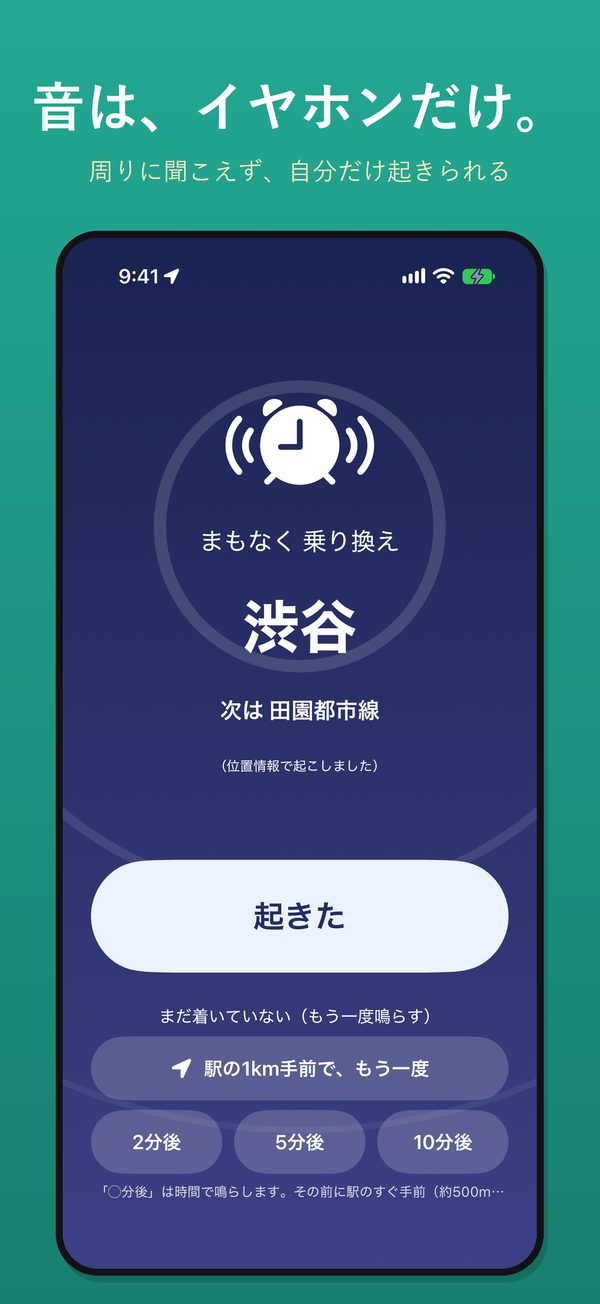 音は、イヤホンだけ。
周りに聞こえず、自分だけ起きられる
9:41
まもなく 乗り換え
渋谷
次は 田園都市線
（位置情報で起こしました）
起きた
まだ着いていない（もう一度鳴らす）
駅の1km手前で、もう一度
2分後 5分後 10分後
「◯分後」は時間で鳴らします。その前に駅のすぐ手前（約500m…